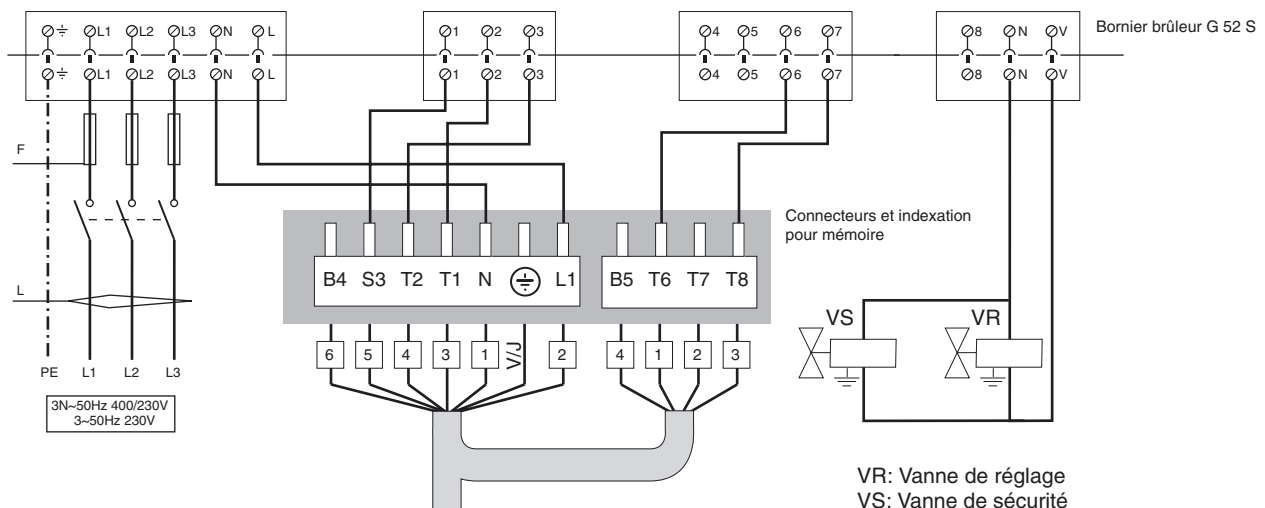 ⏚ L1 L2 L3 N L 1 2 3 4 5 6 7 8 N V
Bornier brûleur G 52 S
⏚ L1 L2 L3 N L 1 2 3 4 5 6 7 8 N V
F
Connecteurs et indexation
pour mémoire
B4 S3 T2 T1 N ⏚ L1 B5 T6 T7 T8
L
VS VR
6 5 4 3 1 V/J 2 4 1 2 3
PE L1 L2 L3
3N~50Hz 400/230V
3~50Hz 230V
VR: Vanne de réglage
VS: Vanne de sécurité